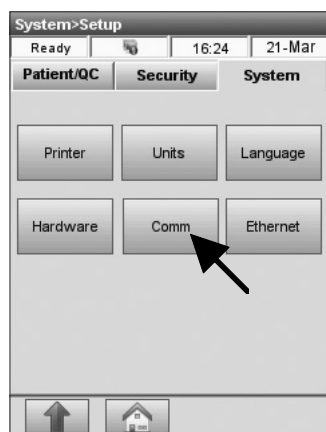 System>Setup
Ready 16:24 21-Mar
Patient/QC Security System
Printer Units Language
Hardware Comm Ethernet